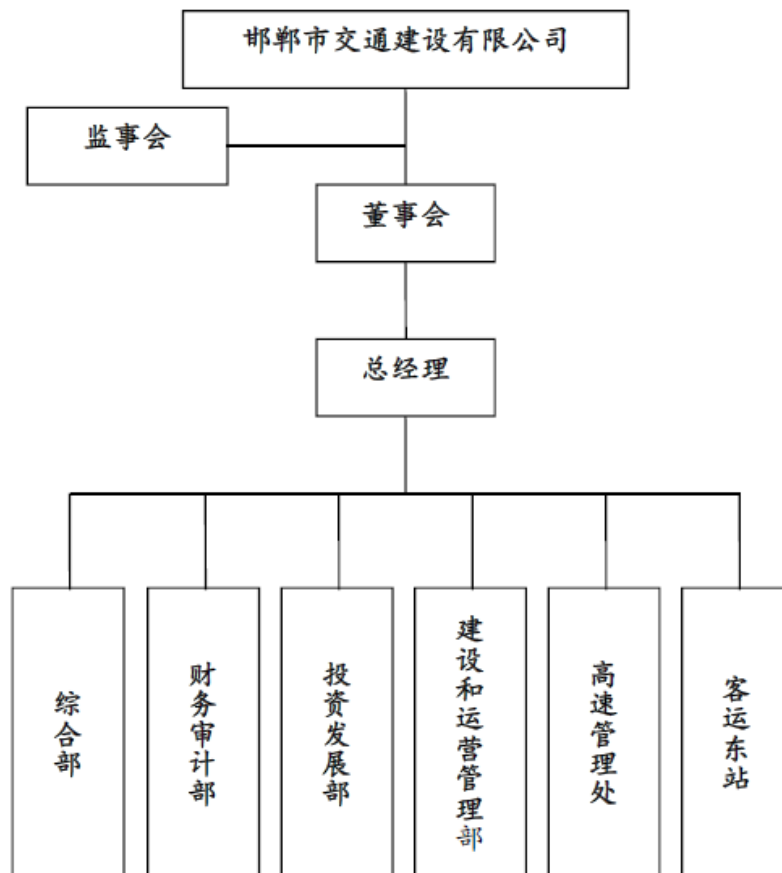 邯郸市交通建设有限公司
监事会
董事会
总经理
综合部
财务审计部
投资发展部
建设和运营管理部
高速管理处
客运东站